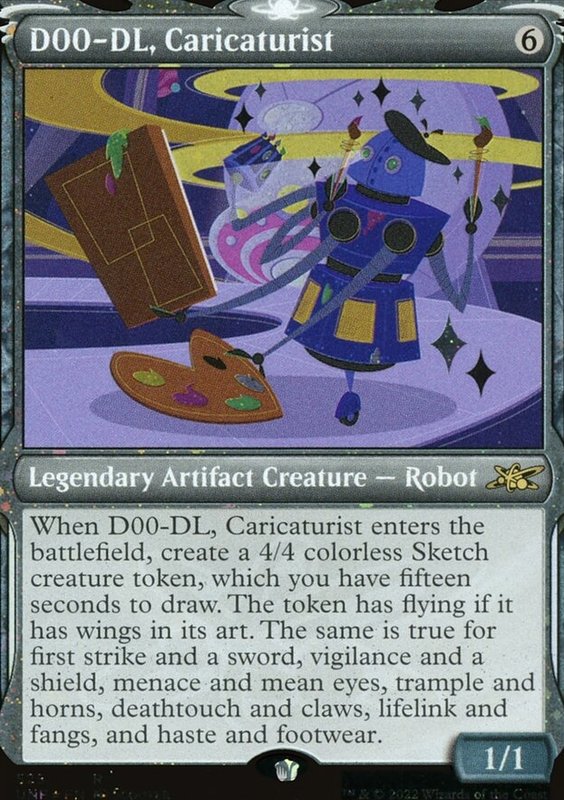 D00-DL, Caricaturist
6
Legendary Artifact Creature — Robot
When D00-DL, Caricaturist enters the
battlefield, create a 4/4 colorless Sketch
creature token, which you have fifteen
seconds to draw. The token has flying if it
has wings in its art. The same is true for
first strike and a sword, vigilance and a
shield, menace and mean eyes, trample and
horns, deathtouch and claws, lifelink and
fangs, and haste and footwear.
1/1
R
™ & © 2022 Wizards of the Coast